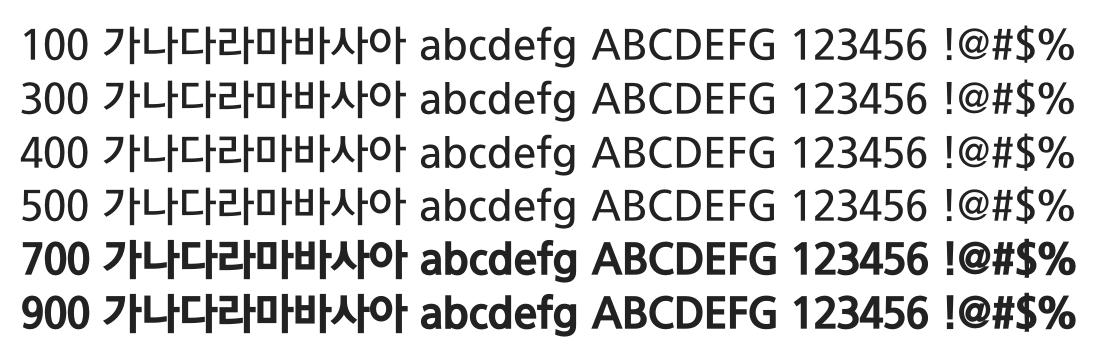 100 가나다라마바사아 abcdefg ABCDEFG 123456 !@#$%
300 가나다라마바사아 abcdefg ABCDEFG 123456 !@#$%
400 가나다라마바사아 abcdefg ABCDEFG 123456 !@#$%
500 가나다라마바사아 abcdefg ABCDEFG 123456 !@#$%
700 가나다라마바사아 abcdefg ABCDEFG 123456 !@#$%
900 가나다라마바사아 abcdefg ABCDEFG 123456 !@#$%